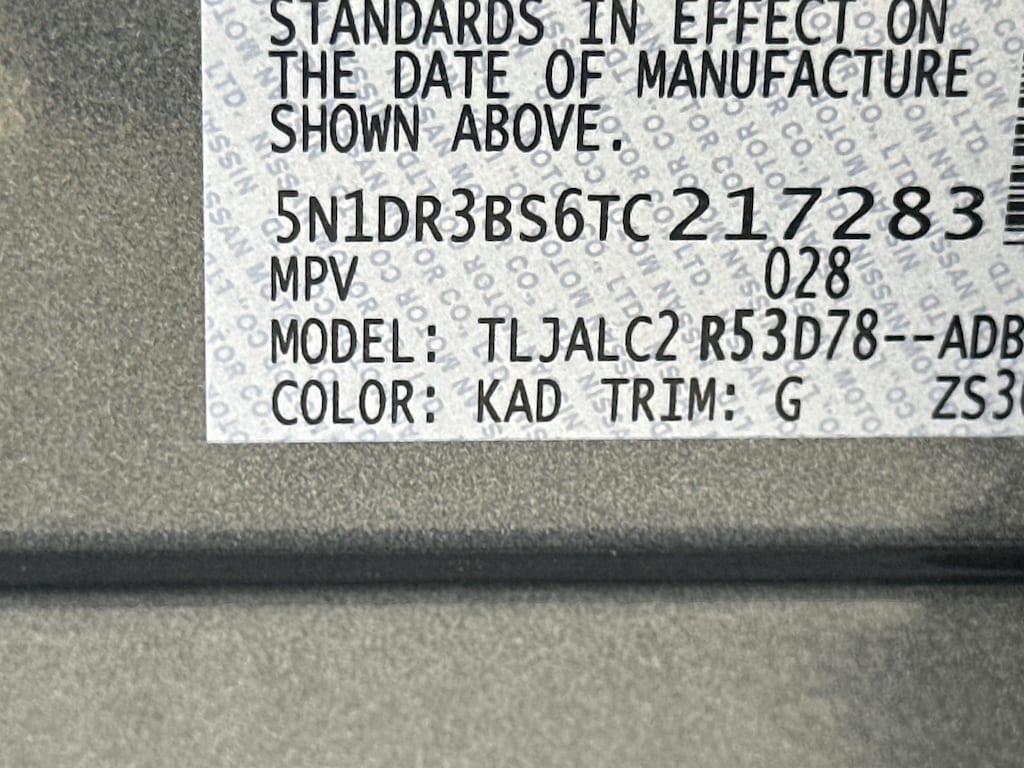 STANDARDS IN EFFECT ON
THE DATE OF MANUFACTURE
SHOWN ABOVE.
5N1DR3BS6TC217283
MPV 028
MODEL: TLJALC2 R53D78--ADB
COLOR: KAD TRIM: G ZS3